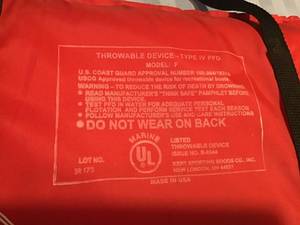 THROWABLE DEVICE - TYPE IV PFD
MODEL: F
U.S. COAST GUARD APPROVAL NUMBER
USCG Approved throwable device for recreational boats.
WARNING – TO REDUCE THE RISK OF DEATH BY DROWNING
• READ MANUFACTURER'S "THINK SAFE" PAMPHLET BEFORE
USING THIS DEVICE
• TEST PFD IN WATER FOR ADEQUATE PERSONAL
FLOTATION AND PERFORM SERVICE TEST EACH SEASON
• FOLLOW MANUFACTURER'S USE AND CARE INSTRUCTIONS
• DO NOT WEAR ON BACK
MARINE
UL
LISTED
THROWABLE DEVICE
ISSUE NO.
LOT NO.
KENT SPORTING GOODS CO., INC.
NEW LONDON, OH 44851
MADE IN USA